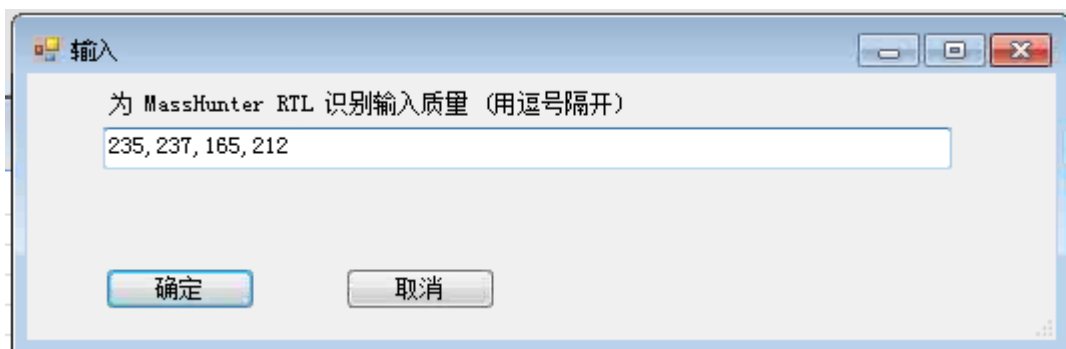 输入
为 MassHunter RTL 识别输入质量 (用逗号隔开)
235,237,165,212
确定
取消